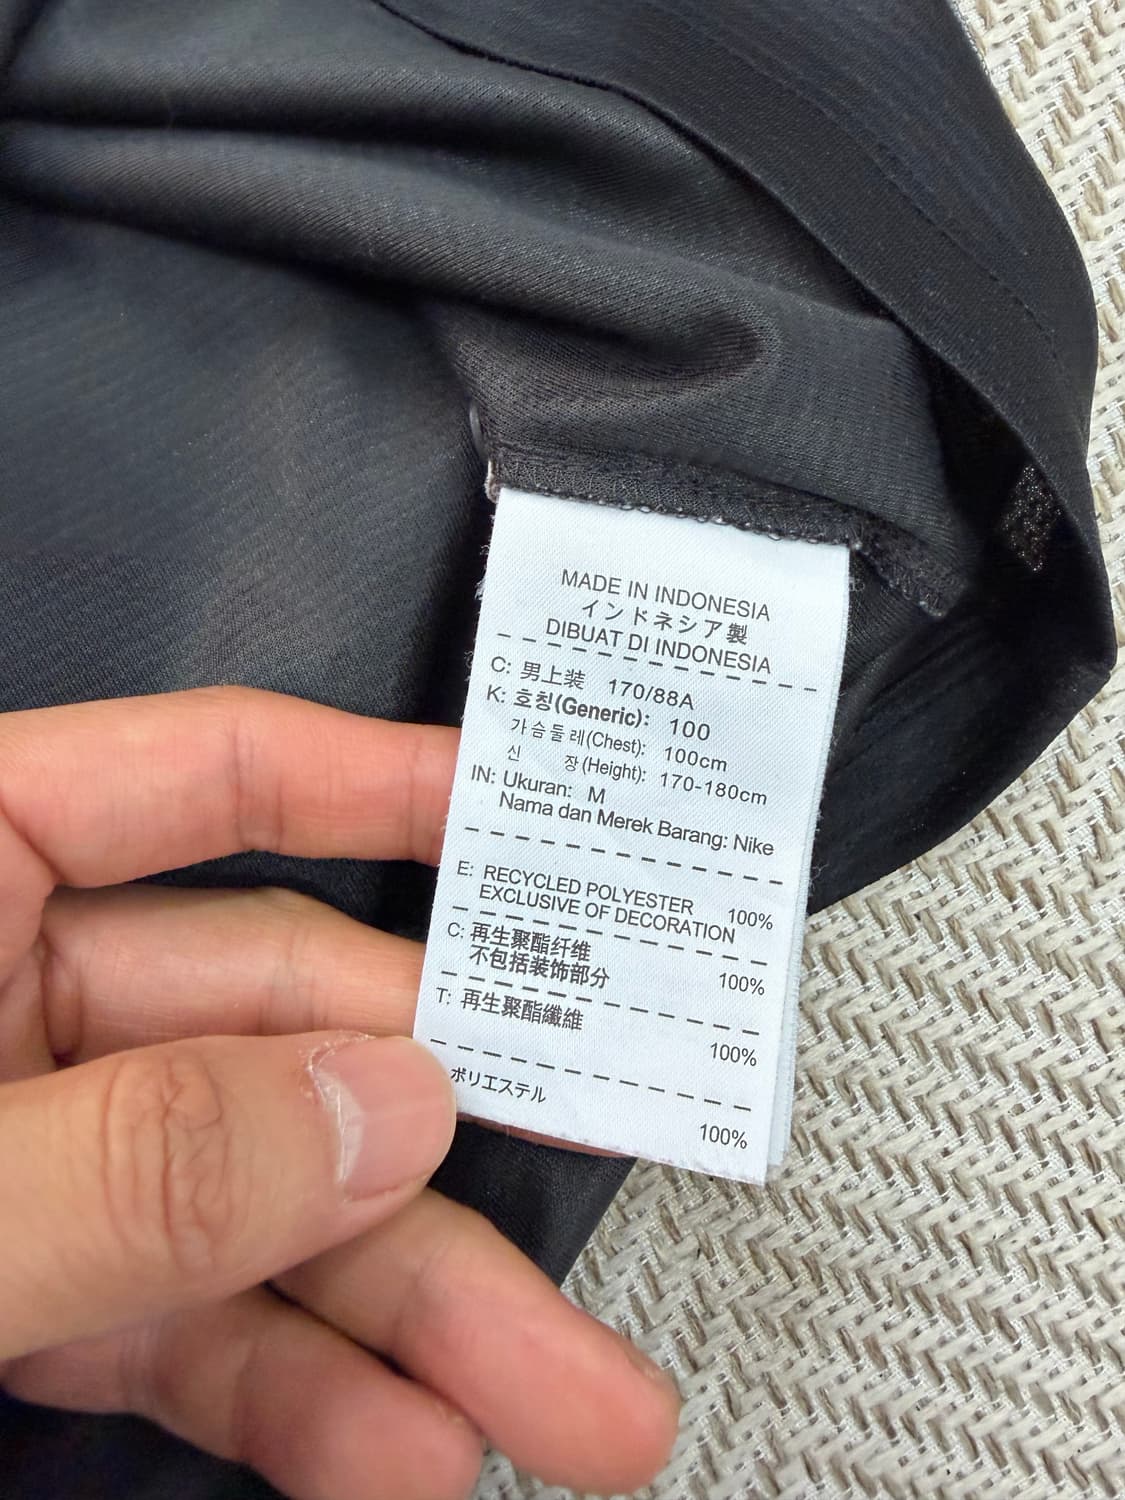 MADE IN INDONESIA
インドネシア製
DIBUAT DI INDONESIA
C: 男上装 170/88A
K: 호칭(Generic): 100
가슴둘레(Chest): 100cm
신 장(Height): 170-180cm
IN: Ukuran: M
Nama dan Merek Barang: Nike
E: RECYCLED POLYESTER 100%
EXCLUSIVE OF DECORATION
C: 再生聚酯纤维 100%
不包括装饰部分
T: 再生聚酯纖維 100%
ポリエステル 100%